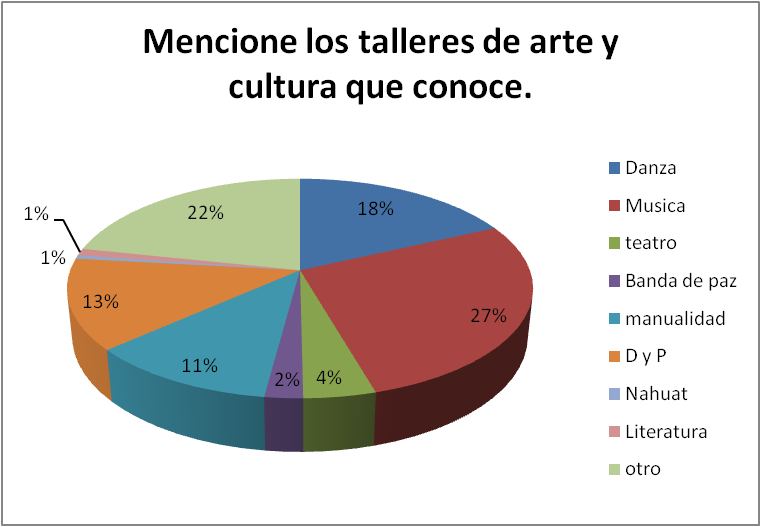 Mencione los talleres de arte y
cultura que conoce.
1%
22%
18%
1%
13%
27%
11%
2%
4%
Danza
Musica
teatro
Banda de paz
manualidad
D y P
Nahuat
Literatura
otro